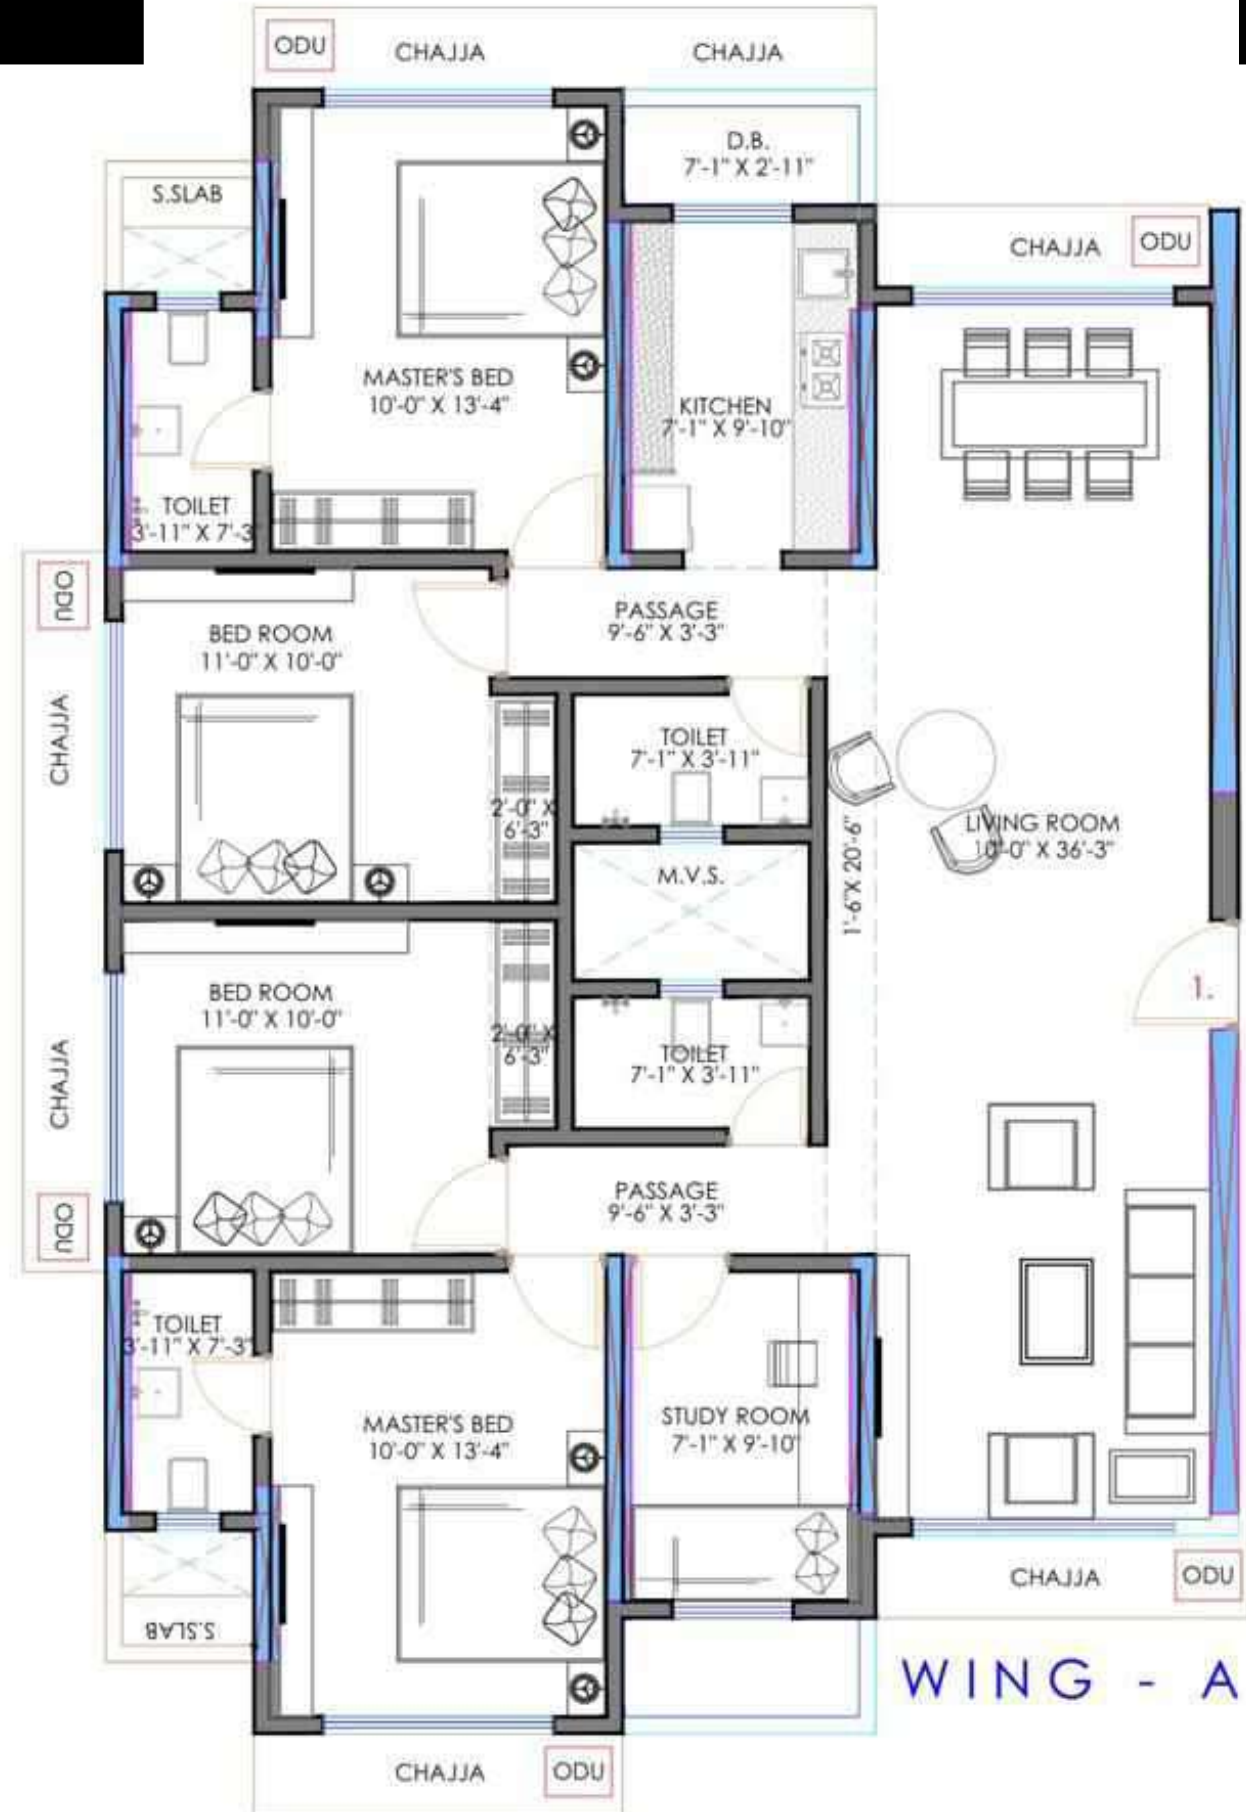 ODU
CHAJJA
CHAJJA
D.B.
7'-1" X 2'-11"
S.SLAB
CHAJJA
ODU
MASTER'S BED
10'-0" X 13'-4"
KITCHEN
7'-1" X 9'-10"
TOILET
3'-11" X 7'-3"
ODU
PASSAGE
9'-6" X 3'-3"
BED ROOM
11'-0" X 10'-0"
CHAJJA
TOILET
7'-1" X 3'-11"
2'-0" X
6'-3"
LIVING ROOM
10'-0" X 36'-3"
1'-6"X 20'-6"
M.V.S.
BED ROOM
11'-0" X 10'-0"
1.
2'-0" X
6'-3"
CHAJJA
TOILET
7'-1" X 3'-11"
ODU
PASSAGE
9'-6" X 3'-3"
TOILET
3'-11" X 7'-3"
MASTER'S BED
10'-0" X 13'-4"
STUDY ROOM
7'-1" X 9'-10"
CHAJJA
ODU
S.SLAB
WING - A
CHAJJA
ODU